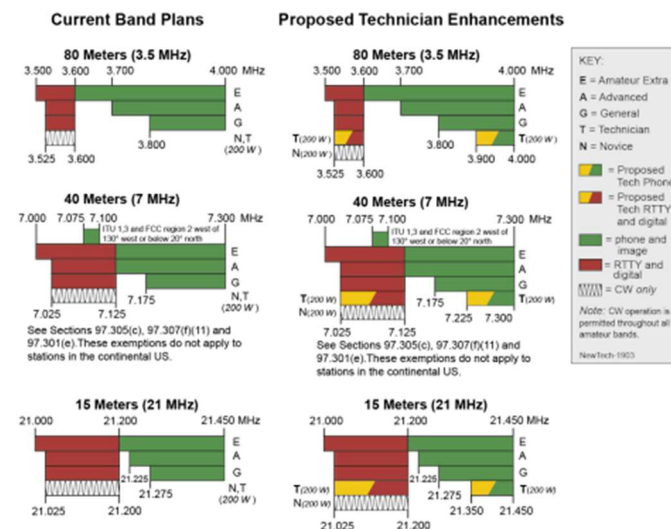 Current Band Plans
80 Meters (3.5 MHz)
3.500 3.600 3.700 4.000 MHz
E
A
G
3.800
N,T
(200 W)
3.525 3.600
40 Meters (7 MHz)
7.000 7.075 7.100 7.300 MHz
ITU 1,3 and FCC region 2 west of
130° west or below 20° north
E
A
G
7.175
N,T
(200 W)
7.025 7.125
See Sections 97.305(c), 97.307(f)(11) and
97.301(e).These exemptions do not apply to
stations in the continental US.
15 Meters (21 MHz)
21.000 21.200 21.450 MHz
E
A
21.225
G
21.275
N,T
(200 W)
21.025 21.200
Proposed Technician Enhancements
80 Meters (3.5 MHz)
3.500 3.600 3.700 4.000 MHz
E
A
G
T(200 W) T(200 W)
3.800 3.900 4.000
N(200 W)
3.525 3.600
40 Meters (7 MHz)
7.000 7.075 7.100 7.300 MHz
ITU 1,3 and FCC region 2 west of
130° west or below 20° north
E
A
G
T(200 W) 7.175 T(200 W)
N(200 W) 7.225 7.300
7.025 7.125
See Sections 97.305(c), 97.307(f)(11) and
97.301(e).These exemptions do not apply to
stations in the continental US.
15 Meters (21 MHz)
21.000 21.200 21.450 MHz
E
A
21.225
G
T(200 W) 21.275 T(200 W)
N(200 W) 21.350 21.450
21.025 21.200
KEY:
E = Amateur Extra
A = Advanced
G = General
T = Technician
N = Novice
= Proposed
Tech Phone
= Proposed
Tech RTTY
and digital
= phone and
image
= RTTY and
digital
= CW only
Note: CW operation is
permitted throughout all
amateur bands.
NewTech-1903